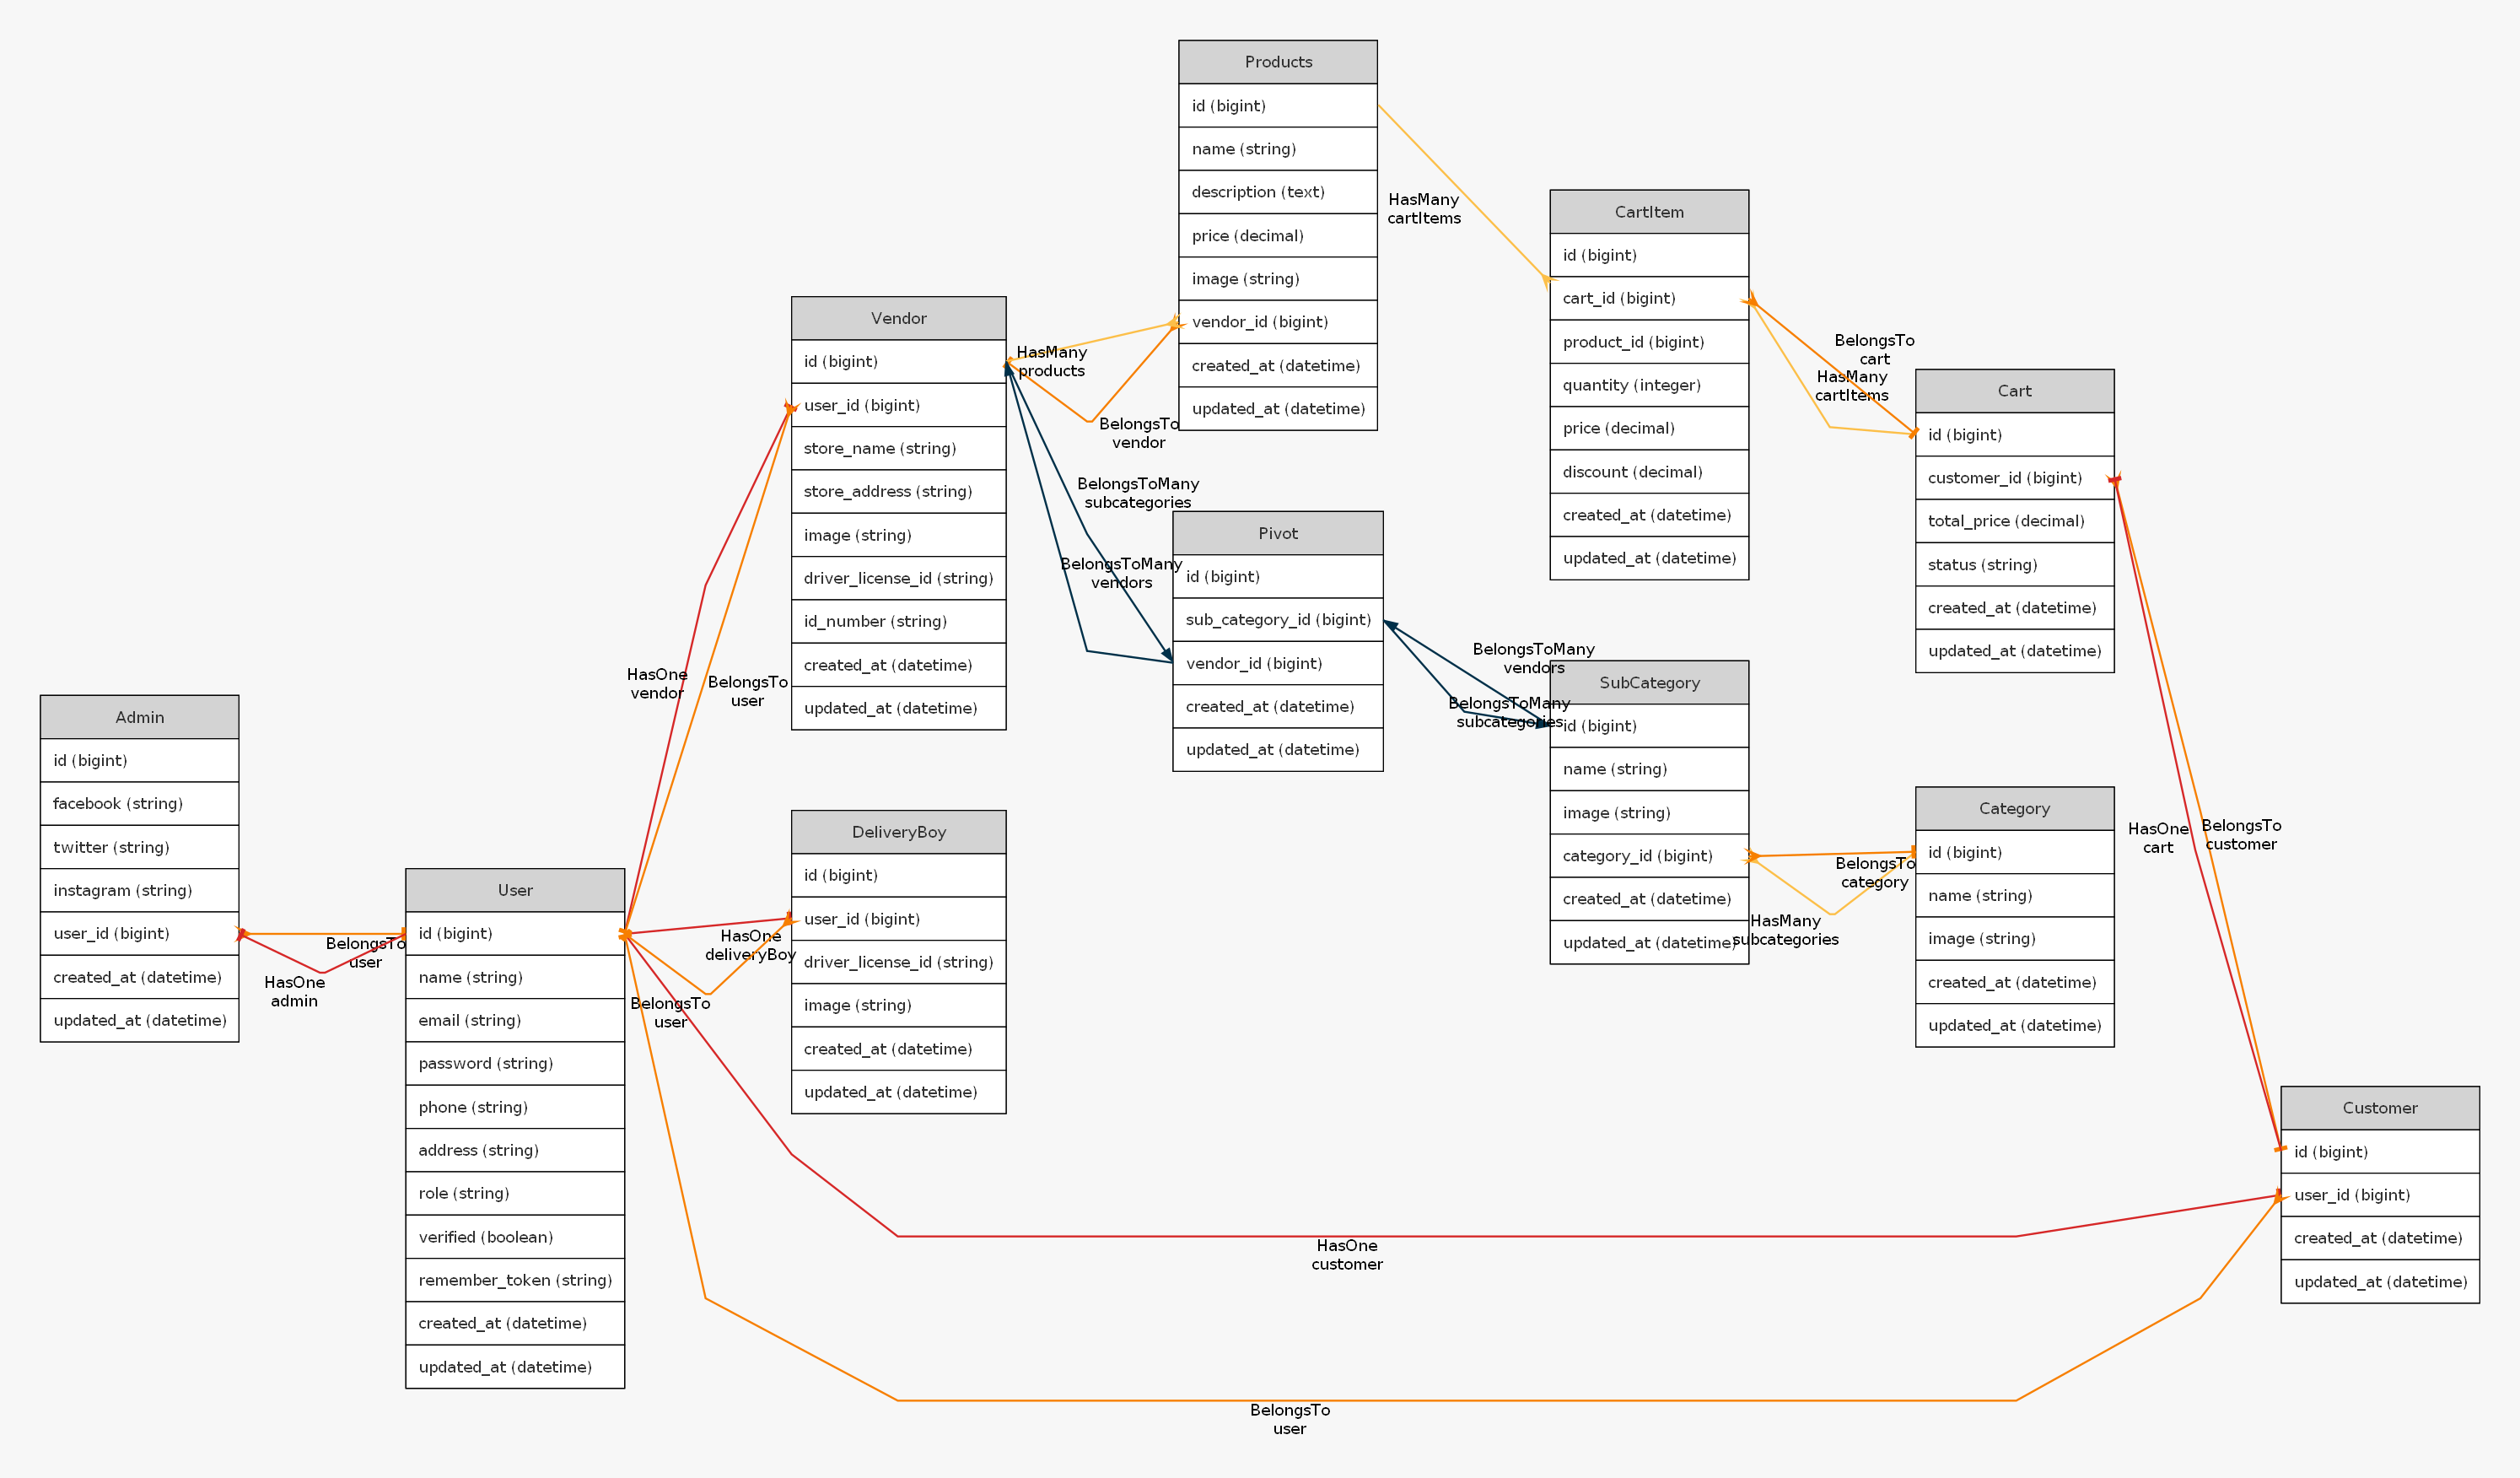 Products
id (bigint)
name (string)
description (text)
price (decimal)
image (string)
vendor_id (bigint)
created_at (datetime)
updated_at (datetime)
HasMany
cartItems
CartItem
id (bigint)
cart_id (bigint)
product_id (bigint)
quantity (integer)
price (decimal)
discount (decimal)
created_at (datetime)
updated_at (datetime)
BelongsTo
cart
HasMany
cartItems
Cart
id (bigint)
customer_id (bigint)
total_price (decimal)
status (string)
created_at (datetime)
updated_at (datetime)
Vendor
id (bigint)
user_id (bigint)
store_name (string)
store_address (string)
image (string)
driver_license_id (string)
id_number (string)
created_at (datetime)
updated_at (datetime)
HasMany
products
BelongsTo
vendor
BelongsToMany
subcategories
BelongsToMany
vendors
Pivot
id (bigint)
sub_category_id (bigint)
vendor_id (bigint)
created_at (datetime)
updated_at (datetime)
BelongsToMany
vendors
BelongsToMany
subcategories
SubCategory
id (bigint)
name (string)
image (string)
category_id (bigint)
created_at (datetime)
updated_at (datetime)
BelongsTo
category
HasMany
subcategories
Category
id (bigint)
name (string)
image (string)
created_at (datetime)
updated_at (datetime)
HasOne
cart
BelongsTo
customer
HasOne
vendor
BelongsTo
user
Admin
id (bigint)
facebook (string)
twitter (string)
instagram (string)
user_id (bigint)
created_at (datetime)
updated_at (datetime)
BelongsTo
user
HasOne
admin
User
id (bigint)
name (string)
email (string)
password (string)
phone (string)
address (string)
role (string)
verified (boolean)
remember_token (string)
created_at (datetime)
updated_at (datetime)
DeliveryBoy
id (bigint)
user_id (bigint)
driver_license_id (string)
image (string)
created_at (datetime)
updated_at (datetime)
HasOne
deliveryBoy
BelongsTo
user
Customer
id (bigint)
user_id (bigint)
created_at (datetime)
updated_at (datetime)
HasOne
customer
BelongsTo
user